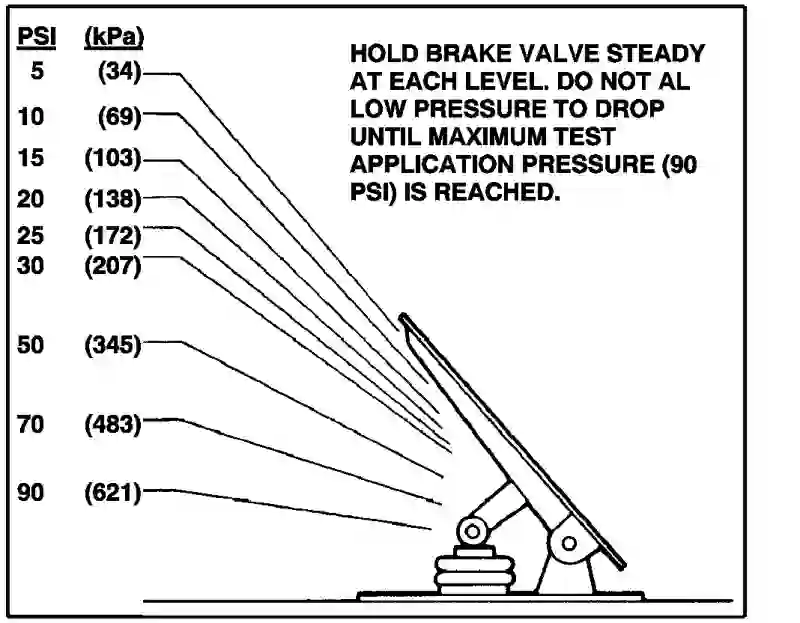 PSI (kPa)
5 (34)
10 (69)
15 (103)
20 (138)
25 (172)
30 (207)
50 (345)
70 (483)
90 (621)
HOLD BRAKE VALVE STEADY
AT EACH LEVEL. DO NOT AL
LOW PRESSURE TO DROP
UNTIL MAXIMUM TEST
APPLICATION PRESSURE (90
PSI) IS REACHED.